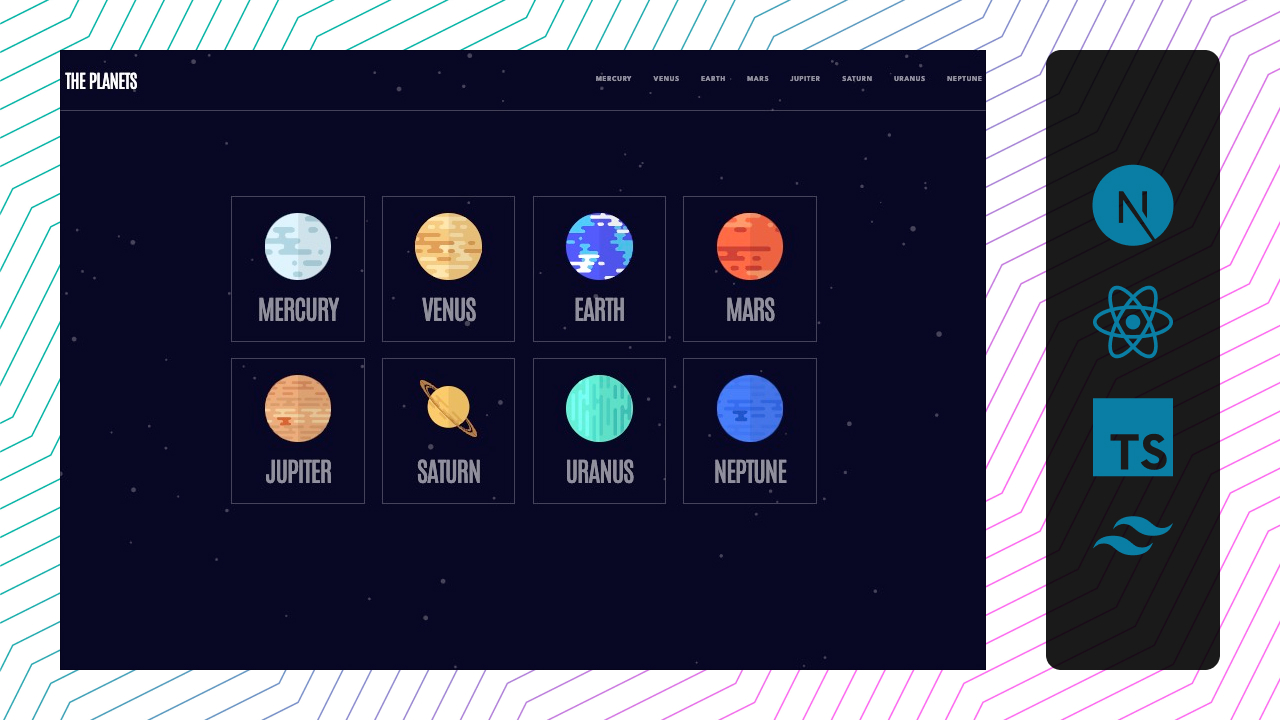 THE PLANETS
MERCURY VENUS EARTH MARS JUPITER SATURN URANUS NEPTUNE
MERCURY VENUS EARTH MARS
JUPITER SATURN URANUS NEPTUNE
N
TS